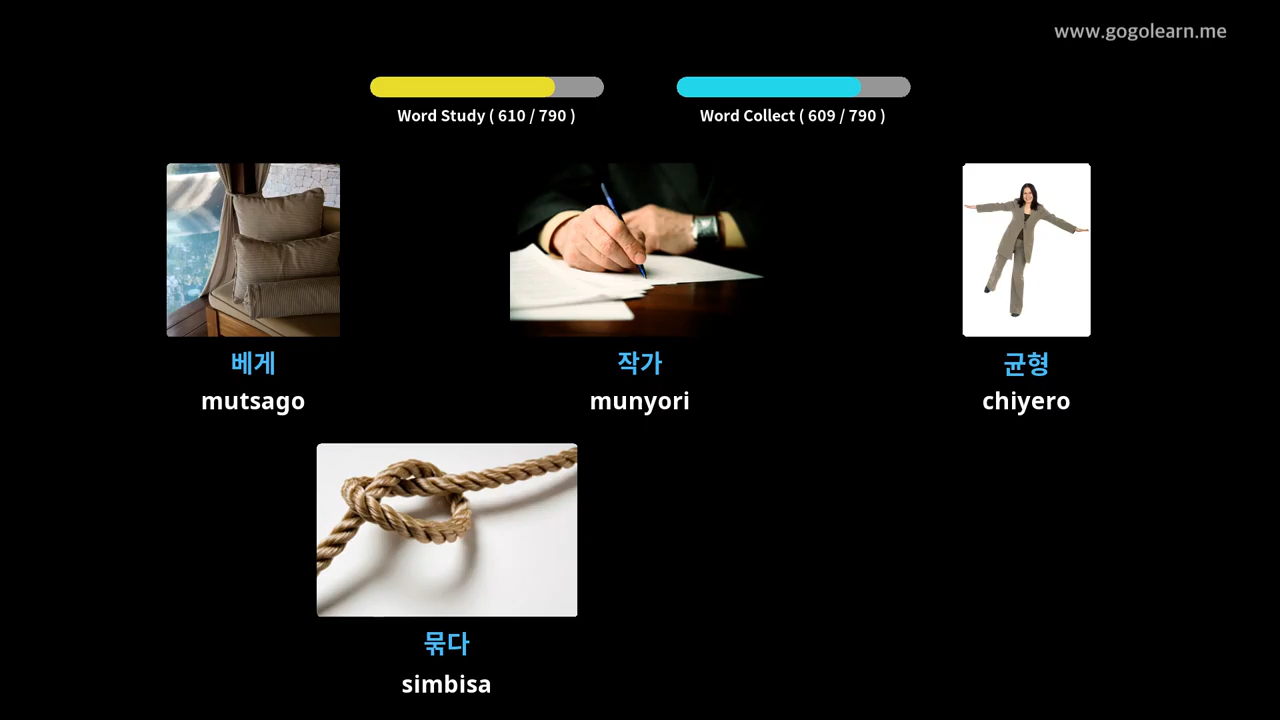 www.gogolearn.me
Word Study ( 610 / 790 )
Word Collect ( 609 / 790 )
베게
mutsago
작가
munyori
균형
chiyero
묶다
simbisa